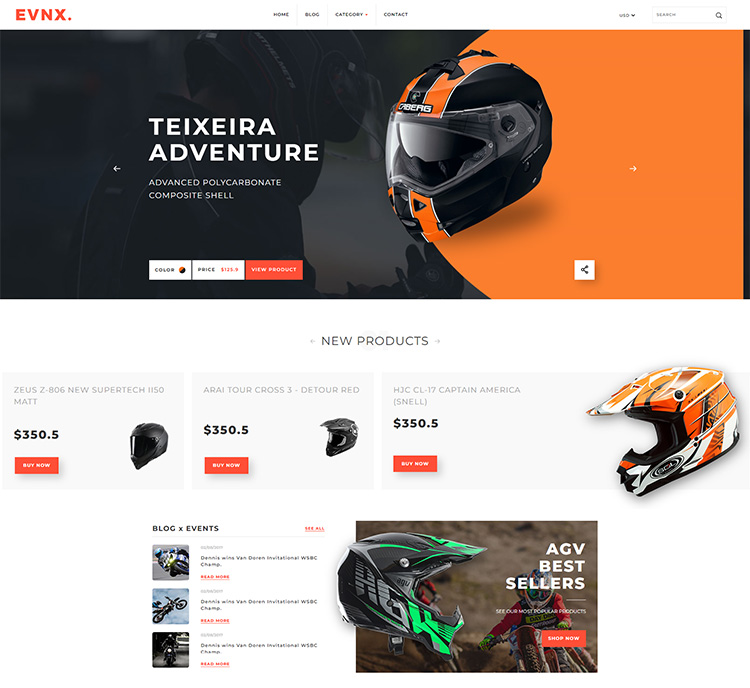 EVNX.
HOME
BLOG
CATEGORY
CONTACT
USD
SEARCH
TEIXEIRA
ADVENTURE
ADVANCED POLYCARBONATE
COMPOSITE SHELL
CABERG
COLOR
PRICE $125.9
VIEW PRODUCT
NEW PRODUCTS
ZEUS Z-806 NEW SUPERTECH II50
MATT
$350.5
BUY NOW
ARAI TOUR CROSS 3 - DETOUR RED
$350.5
BUY NOW
HJC CL-17 CAPTAIN AMERICA
(SNELL)
$350.5
BUY NOW
BLOG x EVENTS
SEE ALL
Dennis wins Van Doren Invitational WSBC
Champ.
READ MORE
Dennis wins Van Doren Invitational WSBC
Champ.
READ MORE
Dennis wins Van Doren Invitational WSBC
Champ.
READ MORE
AGV
BEST
SELLERS
SEE OUR MOST POPULAR PRODUCTS
SHOP NOW